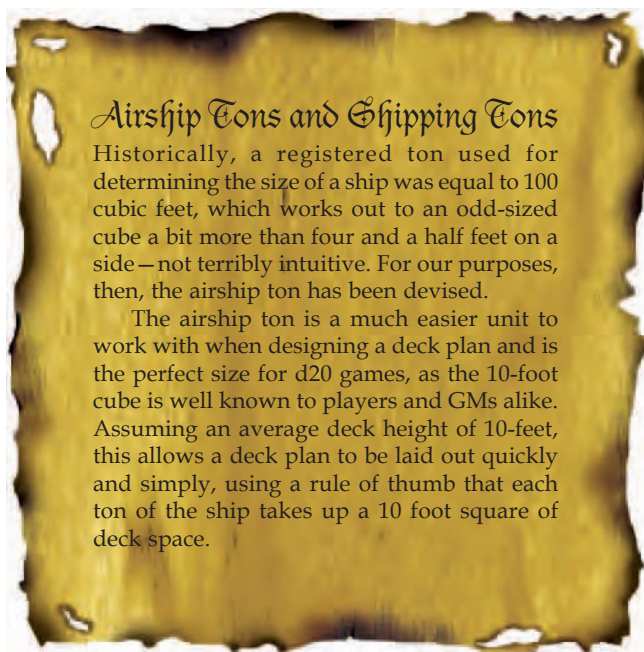 Airship Tons and Shipping Tons
Historically, a registered ton used for
determining the size of a ship was equal to 100
cubic feet, which works out to an odd-sized
cube a bit more than four and a half feet on a
side—not terribly intuitive. For our purposes,
then, the airship ton has been devised.
The airship ton is a much easier unit to
work with when designing a deck plan and is
the perfect size for d20 games, as the 10-foot
cube is well known to players and GMs alike.
Assuming an average deck height of 10-feet,
this allows a deck plan to be laid out quickly
and simply, using a rule of thumb that each
ton of the ship takes up a 10 foot square of
deck space.